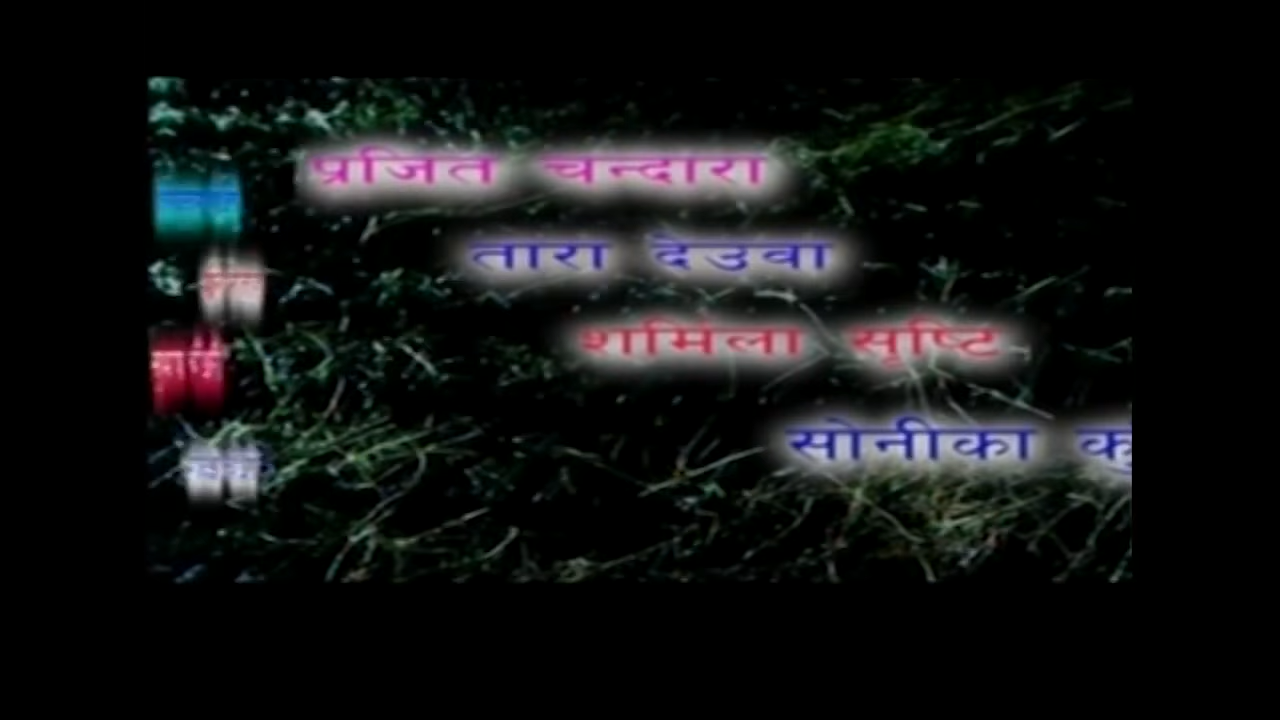 प्रजित चन्दारा
तारा देउवा
शर्मिला सृष्टि
सोनीका